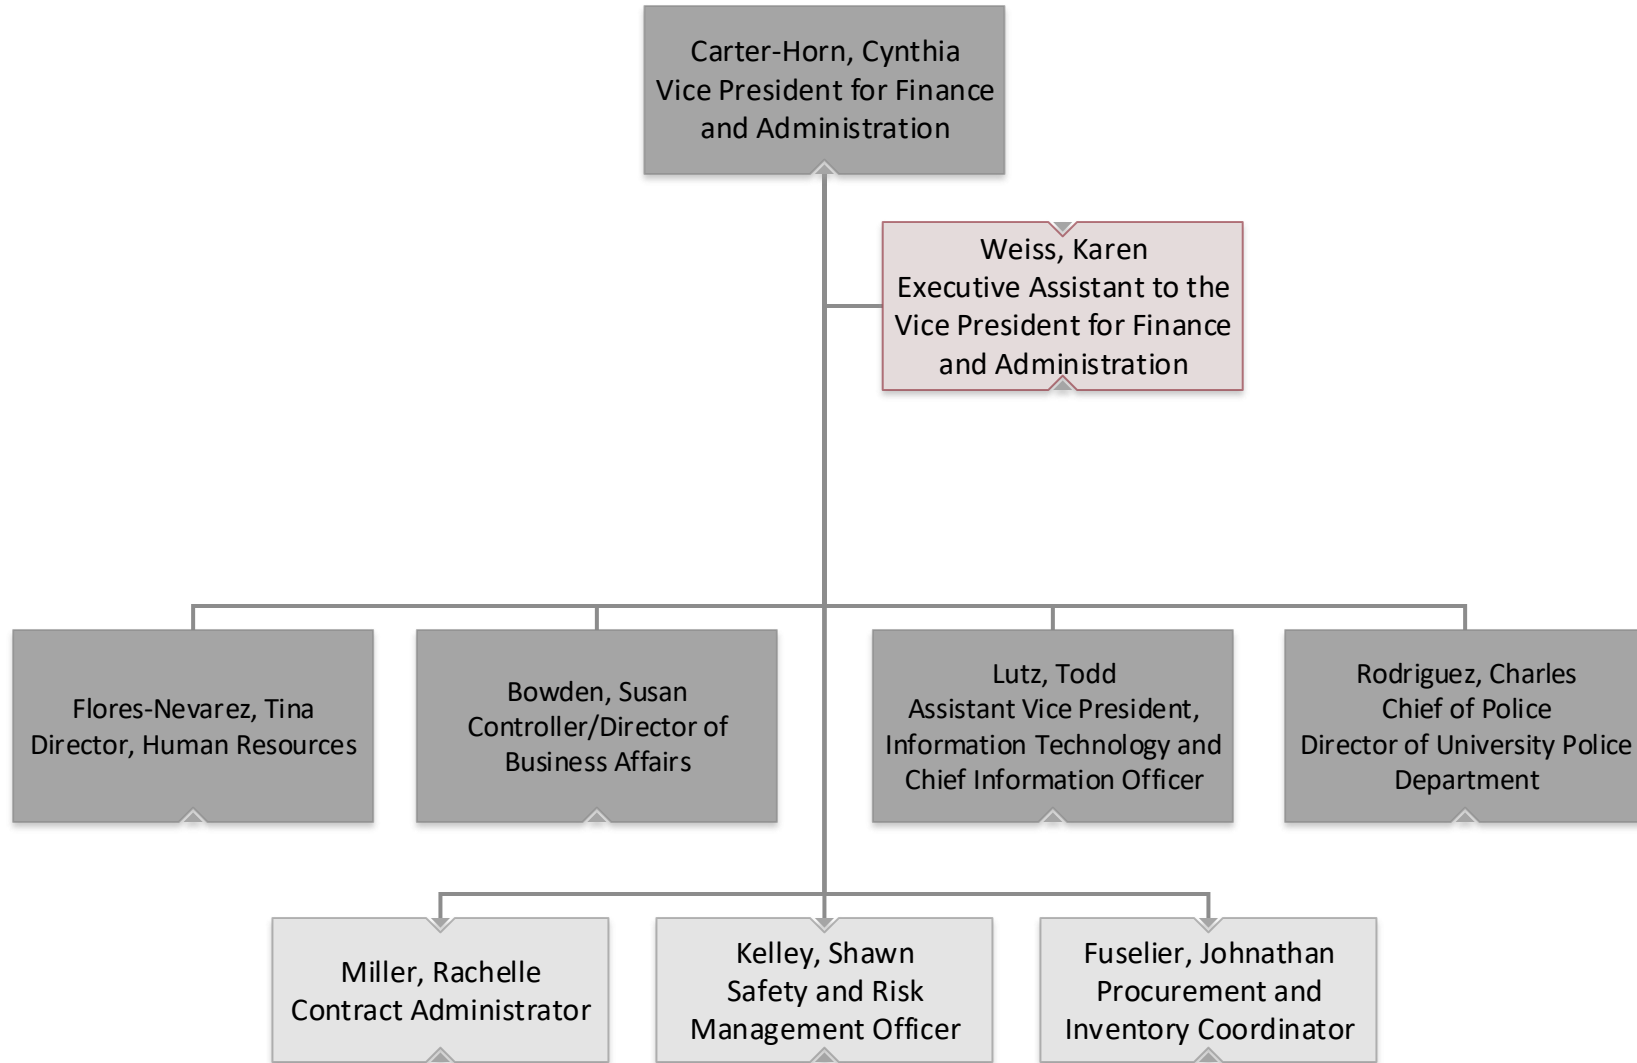 Carter-Horn, Cynthia
Vice President for Finance
and Administration
Weiss, Karen
Executive Assistant to the
Vice President for Finance
and Administration
Flores-Nevarez, Tina
Director, Human Resources
Bowden, Susan
Controller/Director of
Business Affairs
Lutz, Todd
Assistant Vice President,
Information Technology and
Chief Information Officer
Rodriguez, Charles
Chief of Police
Director of University Police
Department
Miller, Rachelle
Contract Administrator
Kelley, Shawn
Safety and Risk
Management Officer
Fuselier, Johnathan
Procurement and
Inventory Coordinator